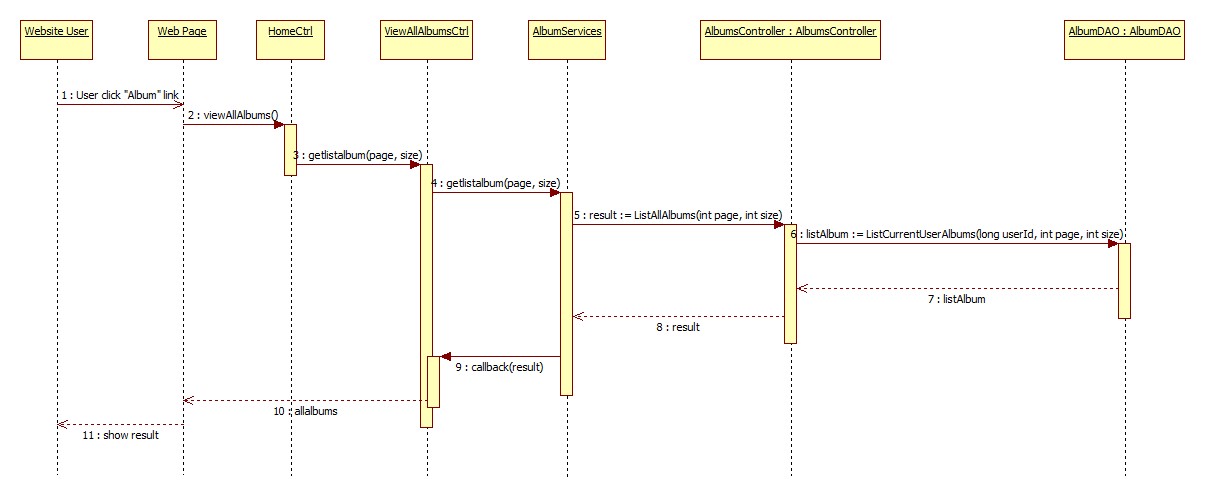 Website User
Web Page
HomeCtrl
ViewAllAlbumsCtrl
AlbumServices
AlbumsController : AlbumsController
AlbumDAO : AlbumDAO
1 : User click "Album" link
2 : viewAllAlbums()
3 : getlistalbum(page, size)
4 : getlistalbum(page, size)
5 : result := ListAllAlbums(int page, int size)
6 : listAlbum := ListCurrentUserAlbums(long userId, int page, int size)
7 : listAlbum
8 : result
9 : callback(result)
10 : allalbums
11 : show result